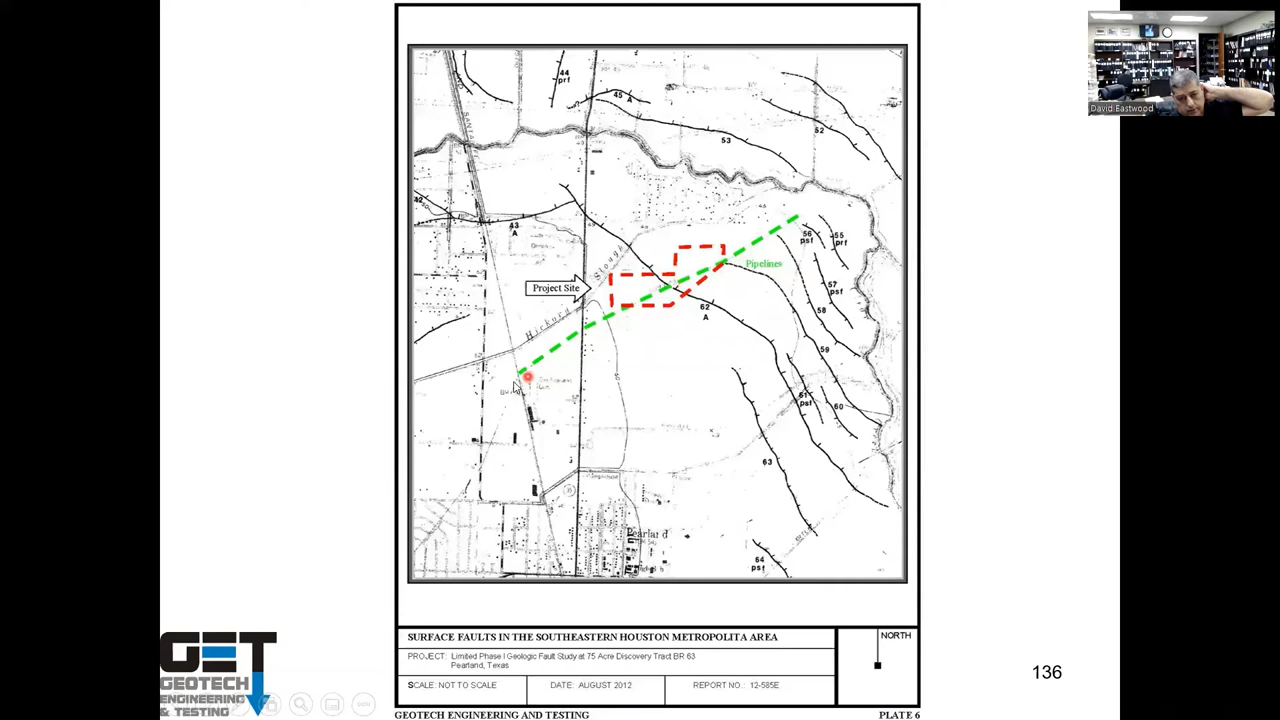 David Eastwood
44
prf
45
A
52
53
42
43
A
Slough
Hickory
Project Site
Pipelines
56
psf
55
prf
57
psf
58
59
62
A
61
psf
60
63
64
psf
Pearland
SURFACE FAULTS IN THE SOUTHEASTERN HOUSTON METROPOLITA AREA
NORTH
PROJECT: Limited Phase I Geologic Fault Study at 75 Acre Discovery Tract BR 63
Pearland, Texas
SCALE: NOT TO SCALE
DATE: AUGUST 2012
REPORT NO.: 12-585E
GEOTECH ENGINEERING AND TESTING
PLATE 6
136
GET
GEOTECH
ENGINEERING
& TESTING